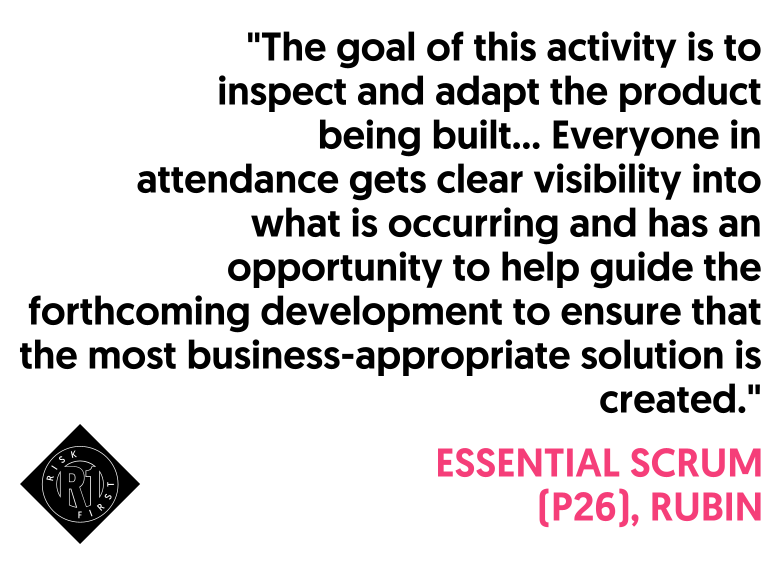 "The goal of this activity is to
inspect and adapt the product
being built... Everyone in
attendance gets clear visibility into
what is occurring and has an
opportunity to help guide the
forthcoming development to ensure that
the most business-appropriate solution is
created."
ESSENTIAL SCRUM
(P26), RUBIN
RISK
R1
FIRST